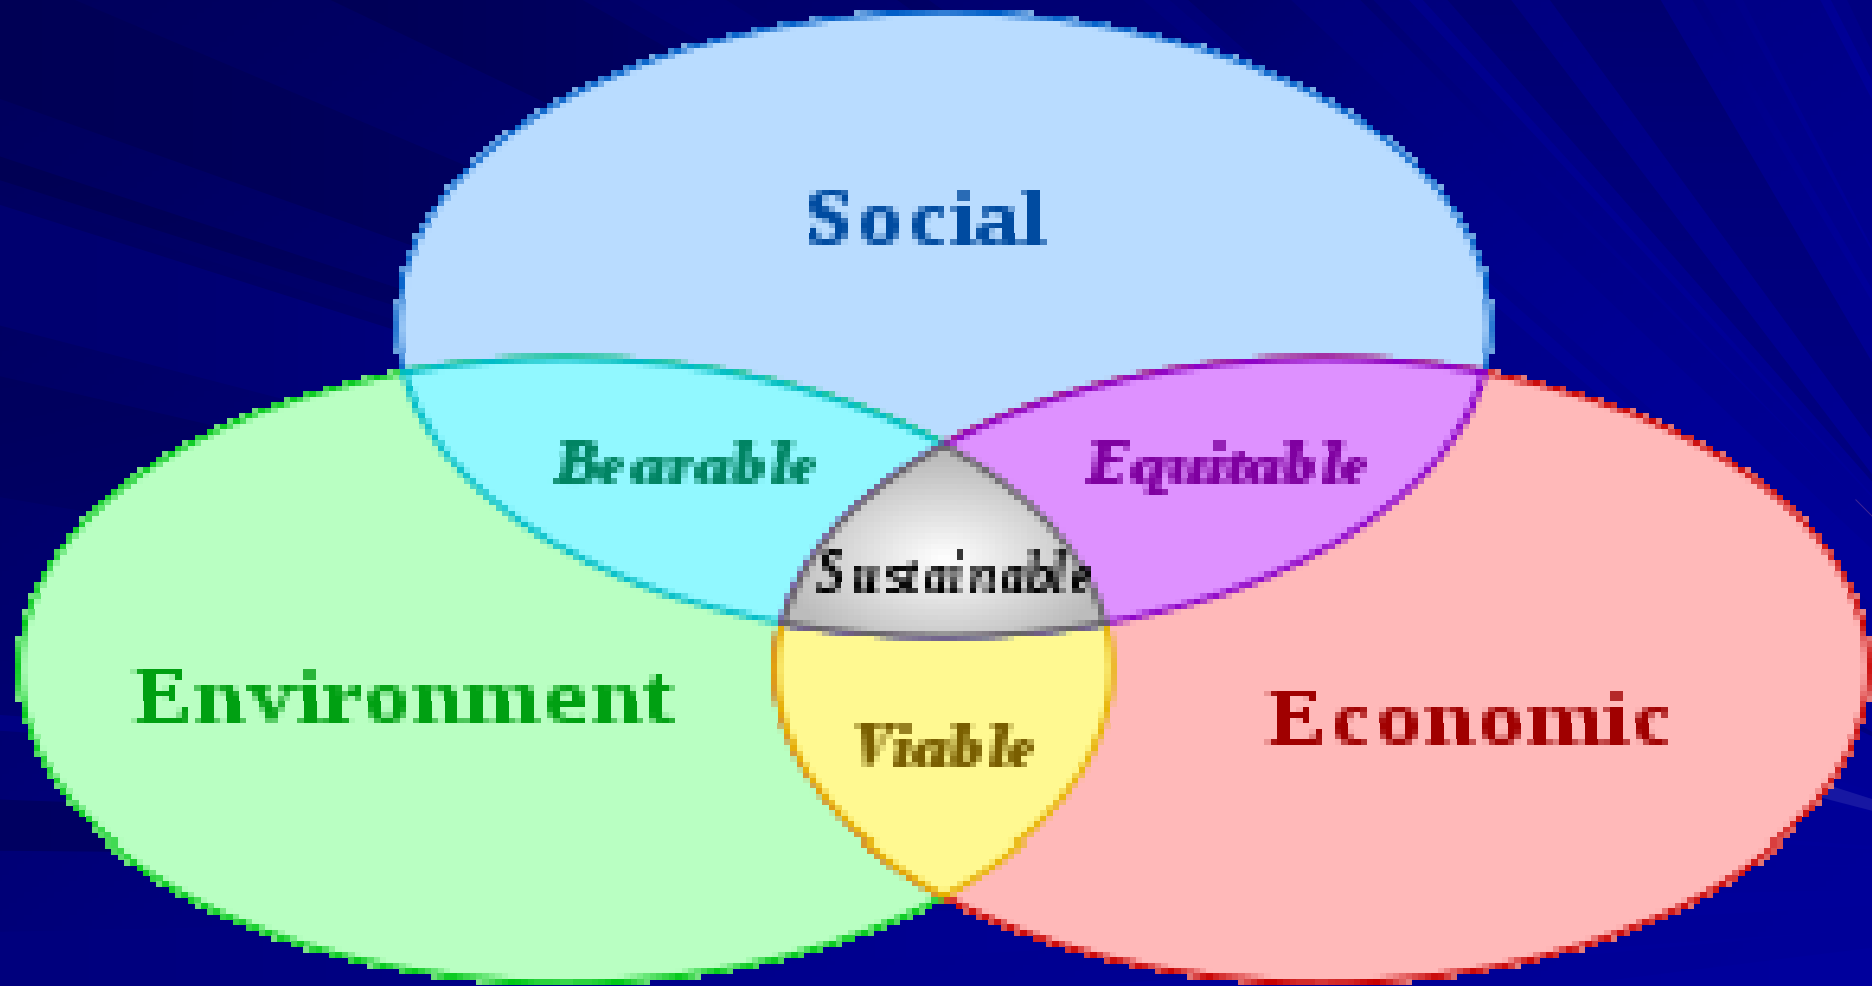 Social
Bearable
Equitable
Sustainable
Environment
Economic
Viable